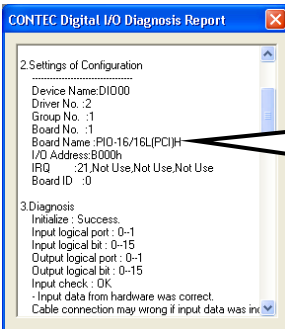 CONTEC Digital I/O Diagnosis Report
2.Settings of Configuration
---------------------------------
Device Name:DIO00
Driver No. :2
Group No. :1
Board No. :1
Board Name :PIO-16/16L(PCI)H
I/O Address:B000h
IRQ :21,Not Use,Not Use,Not Use
Board ID :0
3.Diagnosis
Initialize : Success.
Input logical port : 0--1
Input logical bit : 0--15
Output logical port : 0--1
Output logical bit : 0--15
Input check : OK
- Input data from hardware was correct.
Cable connection may wrong if input data was